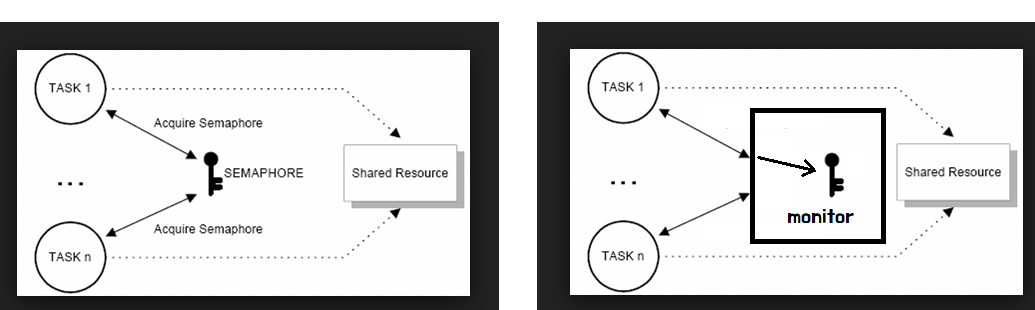 TASK 1
Acquire Semaphore
SEMAPHORE
Shared Resource
...
Acquire Semaphore
TASK n
TASK 1
Shared Resource
...
monitor
TASK n